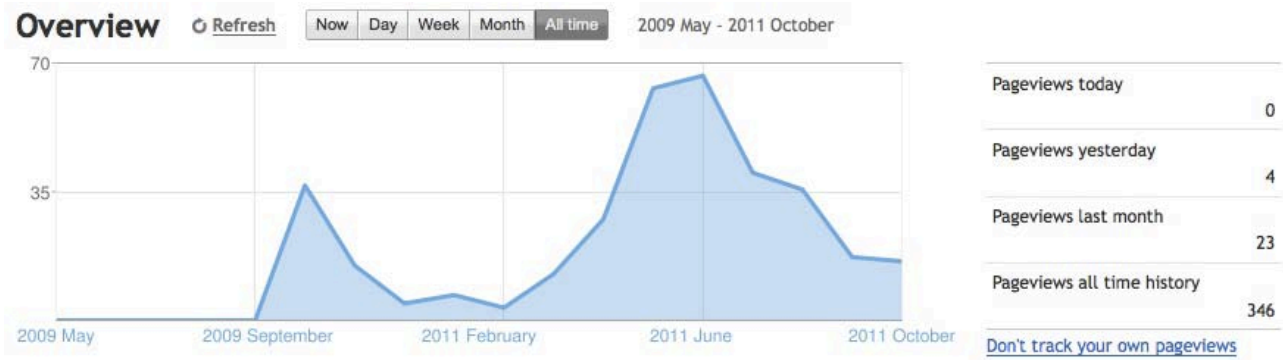 Overview Refresh Now Day Week Month All time 2009 May - 2011 October
70
35
2009 May 2009 September 2011 February 2011 June 2011 October
Pageviews today
0
Pageviews yesterday
4
Pageviews last month
23
Pageviews all time history
346
Don't track your own pageviews